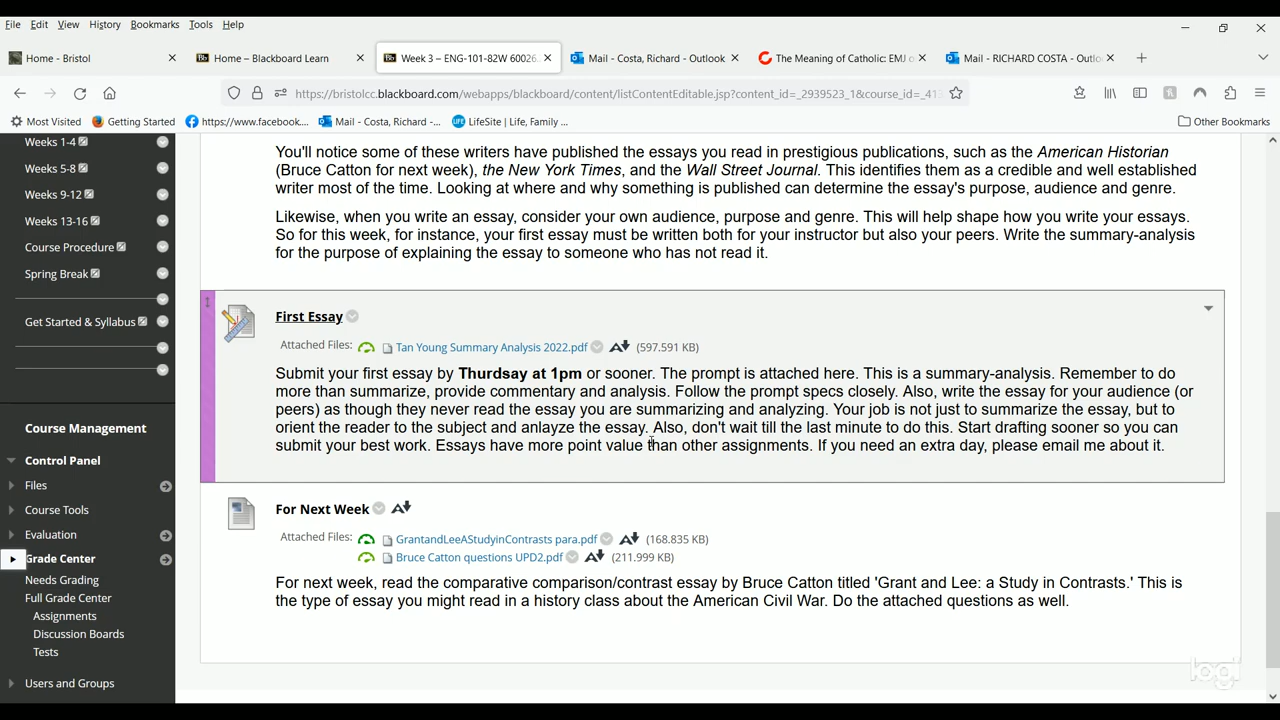 File Edit View History Bookmarks Tools Help
Home - Bristol
Home – Blackboard Learn
Week 3 – ENG-101-82W 60026
Mail - Costa, Richard - Outlook
The Meaning of Catholic: EMJ
Mail - RICHARD COSTA - Outlo
https://bristolcc.blackboard.com/webapps/blackboard/content/listContentEditable.jsp?content_id=_2939523_1&course_id=_41
Most Visited Getting Started https://www.facebook.... Mail - Costa, Richard -... LifeSite | Life, Family ... Other Bookmarks
Weeks 1-4
Weeks 5-8
Weeks 9-12
Weeks 13-16
Course Procedure
Spring Break
Get Started & Syllabus
Course Management
Control Panel
Files
Course Tools
Evaluation
Grade Center
Needs Grading
Full Grade Center
Assignments
Discussion Boards
Tests
Users and Groups
You'll notice some of these writers have published the essays you read in prestigious publications, such as the American Historian
(Bruce Catton for next week), the New York Times, and the Wall Street Journal. This identifies them as a credible and well established
writer most of the time. Looking at where and why something is published can determine the essay's purpose, audience and genre.
Likewise, when you write an essay, consider your own audience, purpose and genre. This will help shape how you write your essays.
So for this week, for instance, your first essay must be written both for your instructor but also your peers. Write the summary-analysis
for the purpose of explaining the essay to someone who has not read it.
First Essay
Attached Files: Tan Young Summary Analysis 2022.pdf (597.591 KB)
Submit your first essay by Thurdsay at 1pm or sooner. The prompt is attached here. This is a summary-analysis. Remember to do
more than summarize, provide commentary and analysis. Follow the prompt specs closely. Also, write the essay for your audience (or
peers) as though they never read the essay you are summarizing and analyzing. Your job is not just to summarize the essay, but to
orient the reader to the subject and anlayze the essay. Also, don't wait till the last minute to do this. Start drafting sooner so you can
submit your best work. Essays have more point value than other assignments. If you need an extra day, please email me about it.
For Next Week
Attached Files: GrantandLeeAStudyinContrasts para.pdf (168.835 KB)
Bruce Catton questions UPD2.pdf (211.999 KB)
For next week, read the comparative comparison/contrast essay by Bruce Catton titled 'Grant and Lee: a Study in Contrasts.' This is
the type of essay you might read in a history class about the American Civil War. Do the attached questions as well.
logi